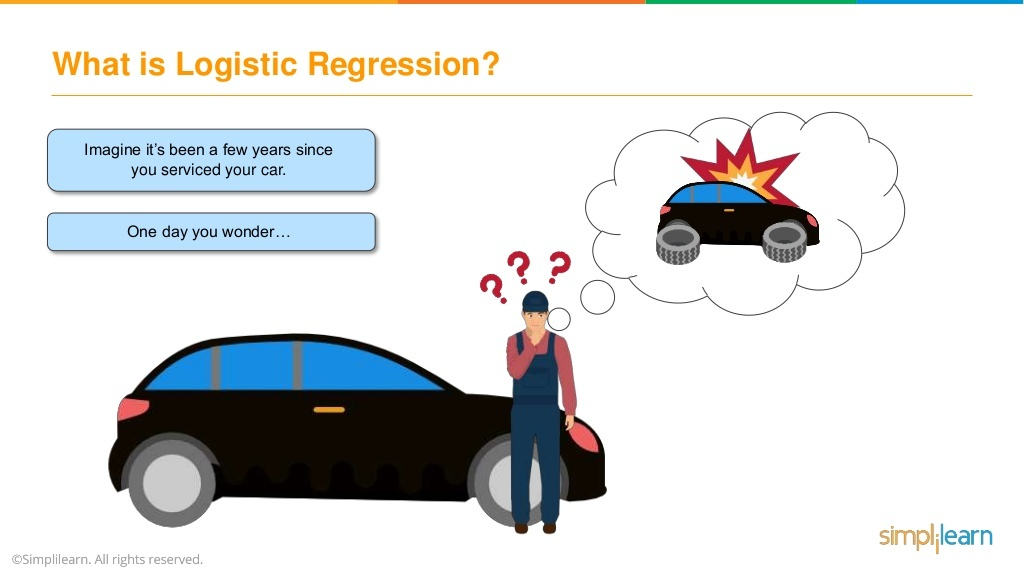 What is Logistic Regression?
Imagine it’s been a few years since
you serviced your car.
One day you wonder…
? ? ?
simplilearn
©Simplilearn. All rights reserved.